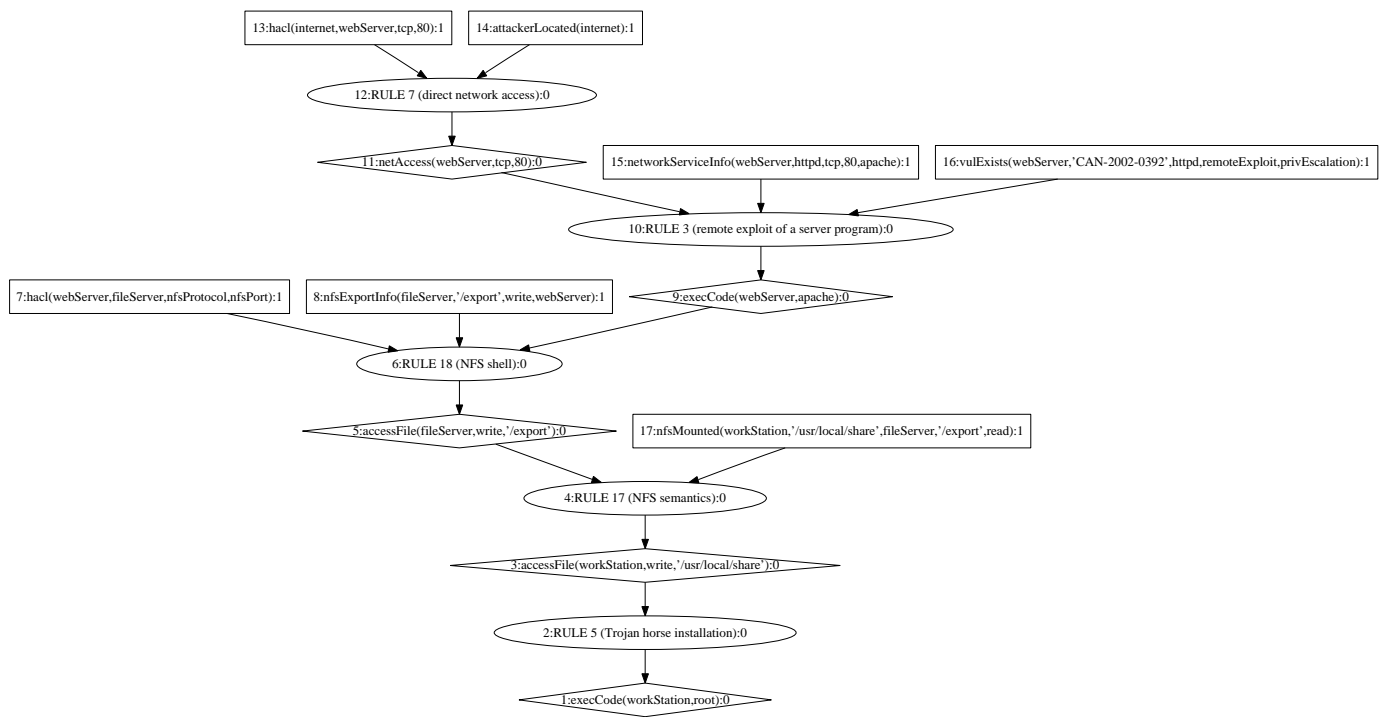 13:hacl(internet,webServer,tcp,80):1
14:attackerLocated(internet):1
12:RULE 7 (direct network access):0
11:netAccess(webServer,tcp,80):0
15:networkServiceInfo(webServer,httpd,tcp,80,apache):1
16:vulExists(webServer,'CAN-2002-0392',httpd,remoteExploit,privEscalation):1
10:RULE 3 (remote exploit of a server program):0
7:hacl(webServer,fileServer,nfsProtocol,nfsPort):1
8:nfsExportInfo(fileServer,'/export',write,webServer):1
9:execCode(webServer,apache):0
6:RULE 18 (NFS shell):0
5:accessFile(fileServer,write,'/export'):0
17:nfsMounted(workStation,'/usr/local/share',fileServer,'/export',read):1
4:RULE 17 (NFS semantics):0
3:accessFile(workStation,write,'/usr/local/share'):0
2:RULE 5 (Trojan horse installation):0
1:execCode(workStation,root):0